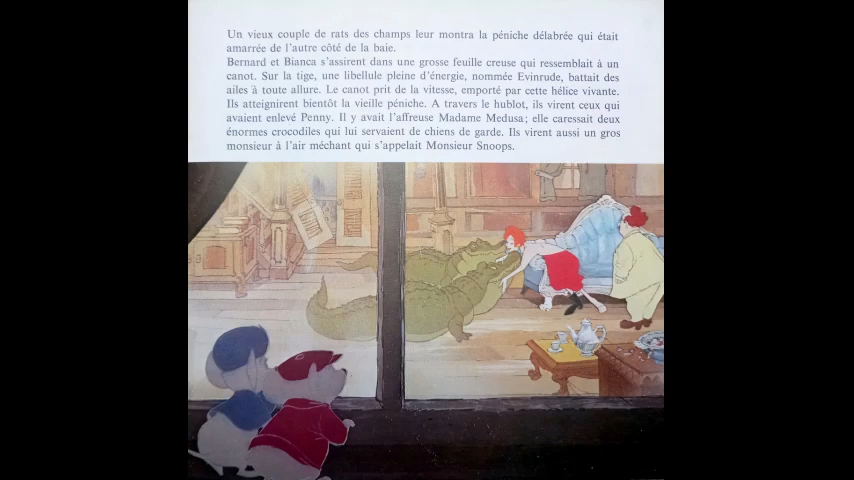 Un vieux couple de rats des champs leur montra la péniche délabrée qui était
amarrée de l'autre côté de la baie.
Bernard et Bianca s'assirent dans une grosse feuille creuse qui ressemblait à un
canot. Sur la tige, une libellule pleine d'énergie, nommée Evinrude, battait des
ailes à toute allure. Le canot prit de la vitesse, emporté par cette hélice vivante.
Ils atteignirent bientôt la vieille péniche. A travers le hublot, ils virent ceux qui
avaient enlevé Penny. Il y avait l'affreuse Madame Medusa; elle caressait deux
énormes crocodiles qui lui servaient de chiens de garde. Ils virent aussi un gros
monsieur à l'air méchant qui s'appelait Monsieur Snoops.